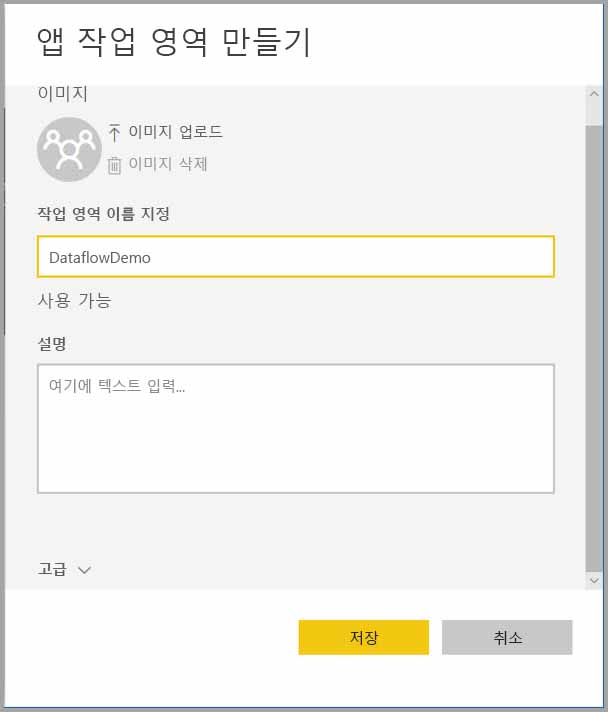 앱 작업 영역 만들기
이미지
이미지 업로드
이미지 삭제
작업 영역 이름 지정
DataflowDemo
사용 가능
설명
여기에 텍스트 입력...
고급
저장 취소